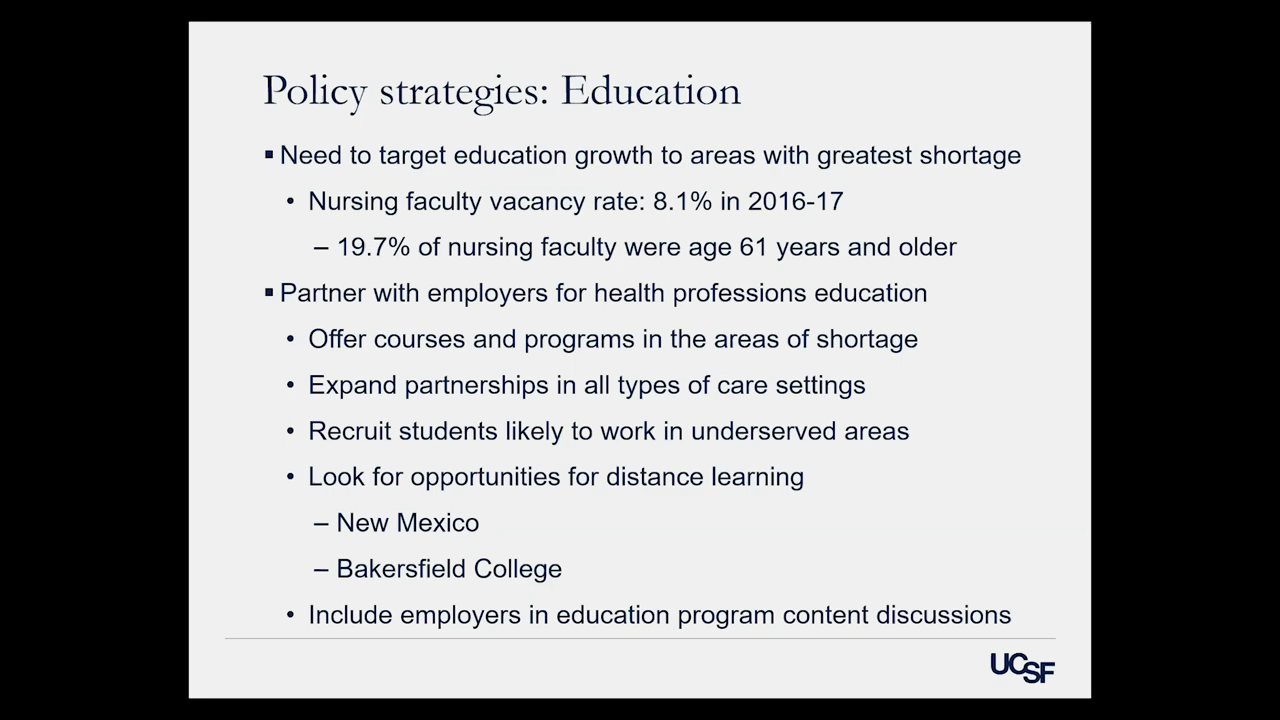 Policy strategies: Education
▪ Need to target education growth to areas with greatest shortage
• Nursing faculty vacancy rate: 8.1% in 2016-17
– 19.7% of nursing faculty were age 61 years and older
▪ Partner with employers for health professions education
• Offer courses and programs in the areas of shortage
• Expand partnerships in all types of care settings
• Recruit students likely to work in underserved areas
• Look for opportunities for distance learning
– New Mexico
– Bakersfield College
• Include employers in education program content discussions
UCSF